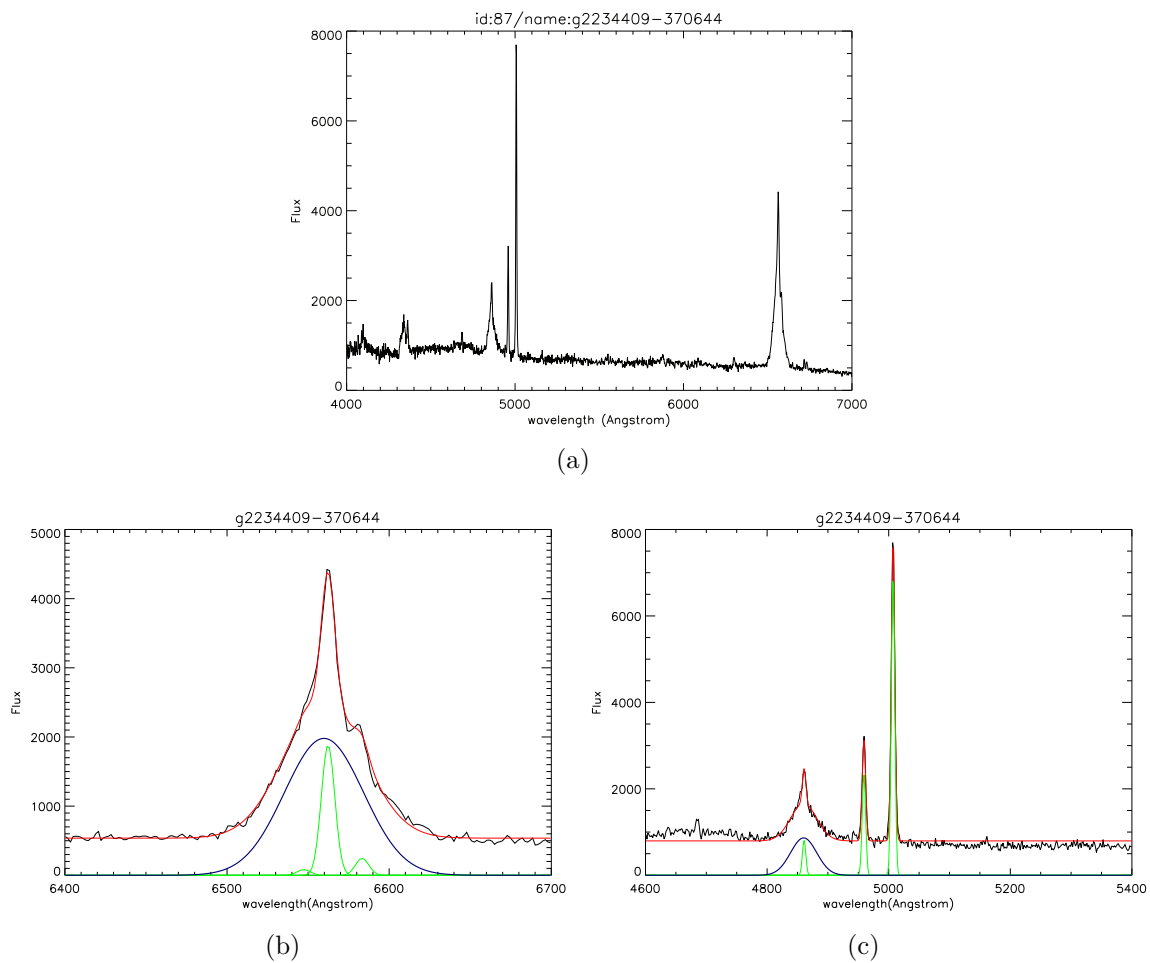 id:87/name:g2234409-370644
8000
6000
4000
2000
0
Flux
4000 5000 6000 7000
wavelength (Angstrom)
(a)
g2234409-370644
5000
4000
3000
2000
1000
0
Flux
6400 6500 6600 6700
wavelength(Angstrom)
(b)
g2234409-370644
8000
6000
4000
2000
0
Flux
4600 4800 5000 5200 5400
wavelength(Angstrom)
(c)